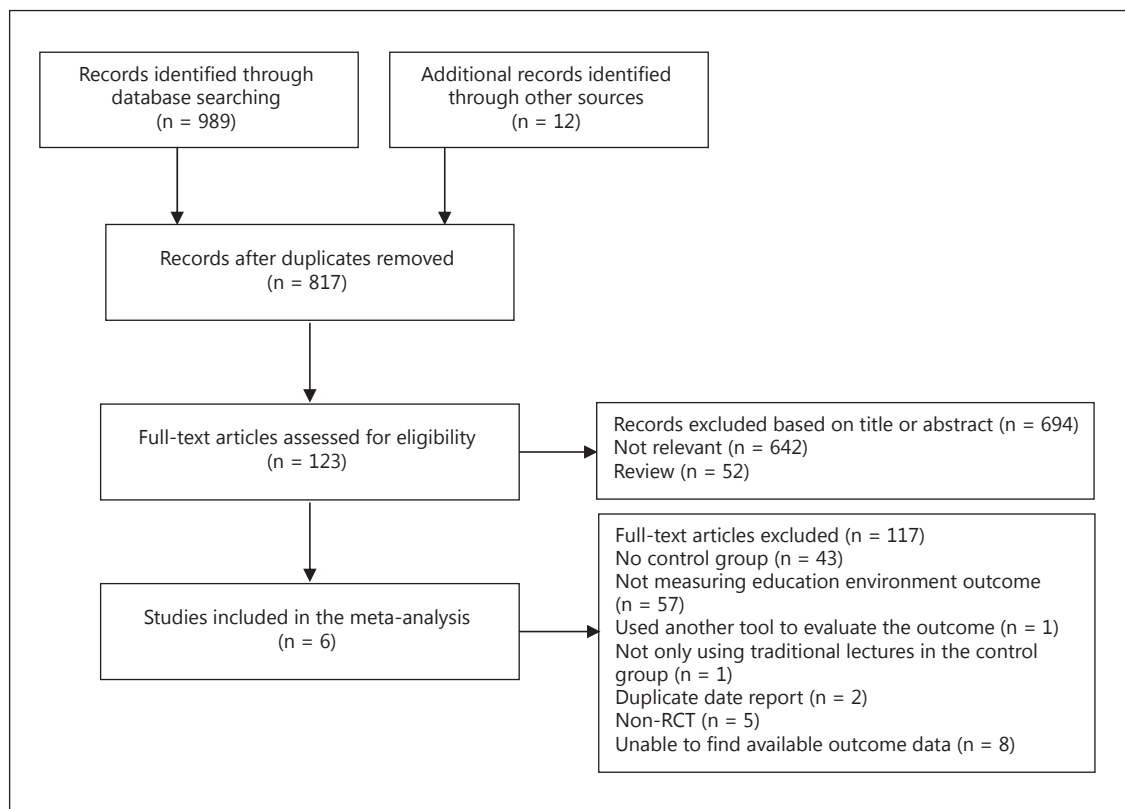 Records identified through
database searching
(n = 989)
Additional records identified
through other sources
(n = 12)
Records after duplicates removed
(n = 817)
Full-text articles assessed for eligibility
(n = 123)
Records excluded based on title or abstract (n = 694)
Not relevant (n = 642)
Review (n = 52)
Studies included in the meta-analysis
(n = 6)
Full-text articles excluded (n = 117)
No control group (n = 43)
Not measuring education environment outcome
(n = 57)
Used another tool to evaluate the outcome (n = 1)
Not only using traditional lectures in the control
group (n = 1)
Duplicate date report (n = 2)
Non-RCT (n = 5)
Unable to find available outcome data (n = 8)